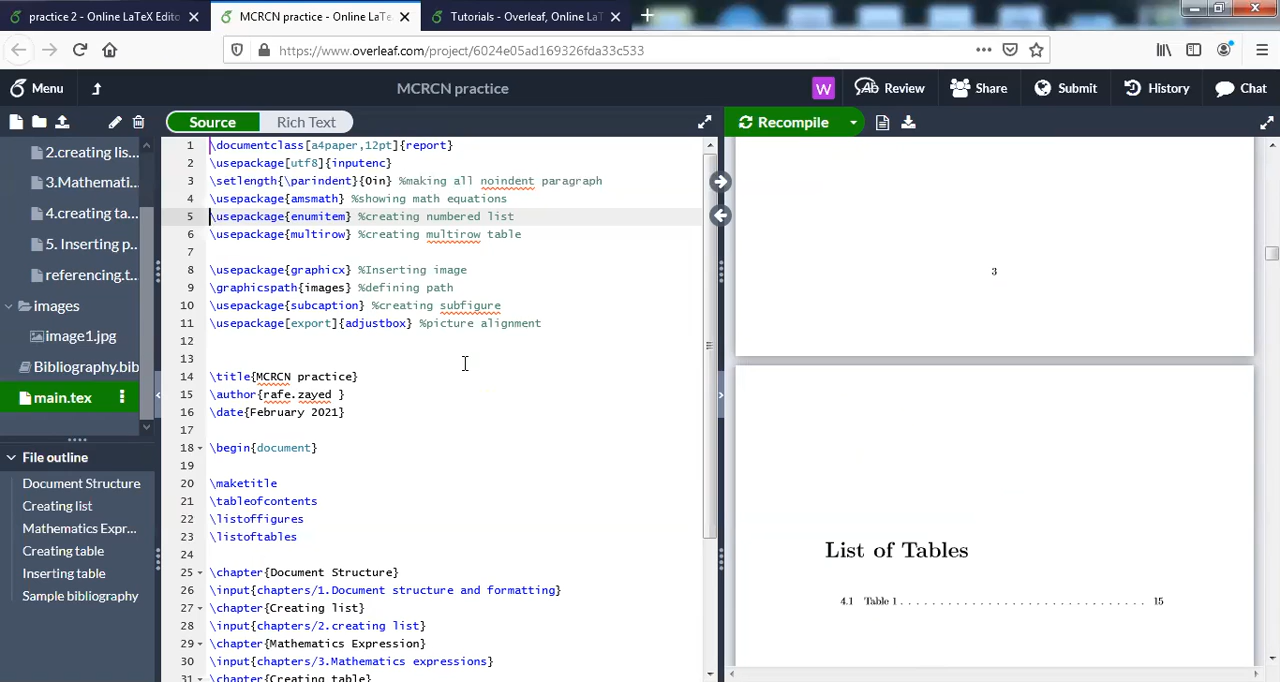 practice 2 - Online LaTeX Edito
MCRCN practice - Online LaTe
Tutorials - Overleaf, Online LaT
https://www.overleaf.com/project/6024e05ad169326fda33c533
Menu
MCRCN practice
W
Ab Review
Share
Submit
History
Chat
Source
Rich Text
Recompile
2.creating lis...
3.Mathemati...
4.creating ta...
5. Inserting p...
referencing.t...
images
image1.jpg
Bibliography.bib
main.tex
File outline
Document Structure
Creating list
Mathematics Expr...
Creating table
Inserting table
Sample bibliography
1 \documentclass[a4paper,12pt]{report}
2 \usepackage[utf8]{inputenc}
3 \setlength{\parindent}{0in} %making all noindent paragraph
4 \usepackage{amsmath} %showing math equations
5 \usepackage{enumitem} %creating numbered list
6 \usepackage{multirow} %creating multirow table
7
8 \usepackage{graphicx} %Inserting image
9 \graphicspath{images} %defining path
10 \usepackage{subcaption} %creating subfigure
11 \usepackage[export]{adjustbox} %picture alignment
12
13
14 \title{MCRCN practice}
15 \author{rafe.zayed }
16 \date{February 2021}
17
18 \begin{document}
19
20 \maketitle
21 \tableofcontents
22 \listoffigures
23 \listoftables
24
25 \chapter{Document Structure}
26 \input{chapters/1.Document structure and formatting}
27 \chapter{Creating list}
28 \input{chapters/2.creating list}
29 \chapter{Mathematics Expression}
30 \input{chapters/3.Mathematics expressions}
31 \chapter{Creating table}
3
List of Tables
4.1 Table 1 . . . . . . . . . . . . . . . . . . . . . . . . . . . . . . 15